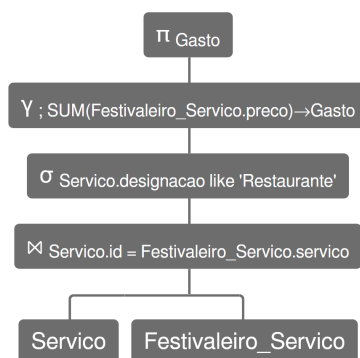 π Gasto
γ ; SUM(Festivaleiro_Servico.preco)→Gasto
σ Servico.designacao like 'Restaurante'
⋈ Servico.id = Festivaleiro_Servico.servico
Servico
Festivaleiro_Servico